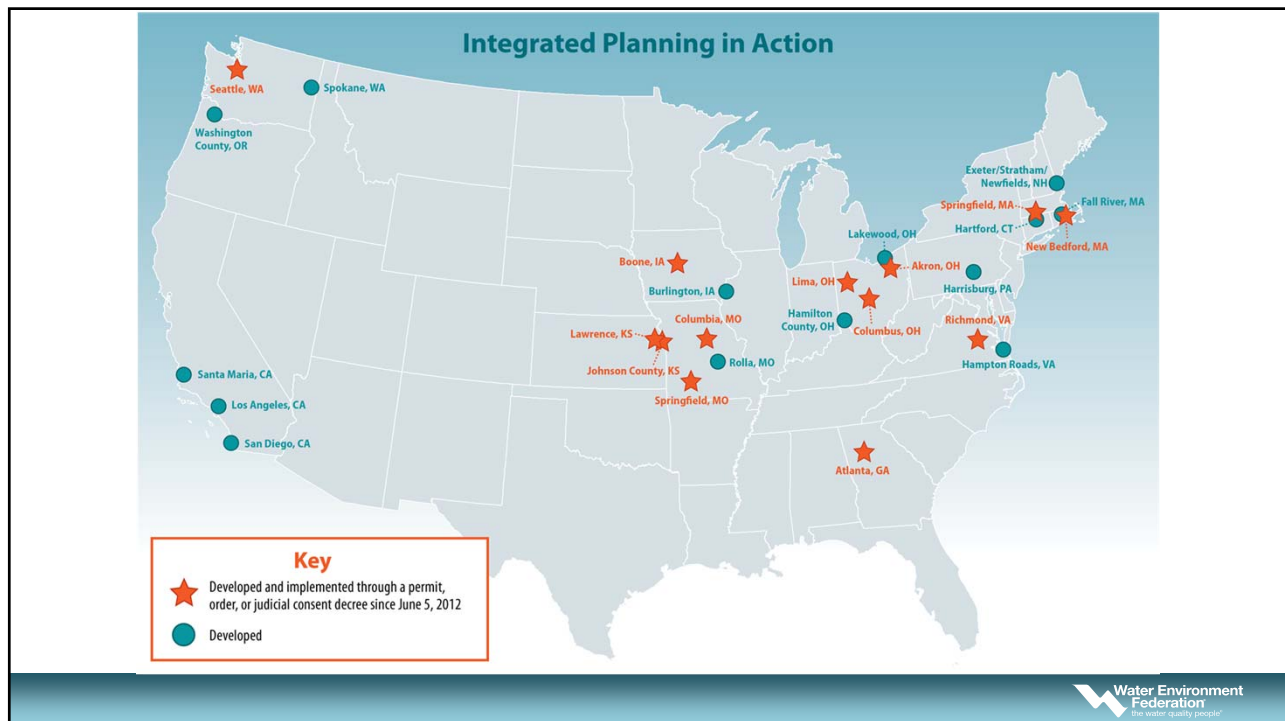 Integrated Planning in Action
Seattle, WA
Spokane, WA
Washington
County, OR
Exeter/Stratham/
Newfields, NH
Springfield, MA
Fall River, MA
Hartford, CT
New Bedford, MA
Lakewood, OH
Boone, IA
Lima, OH
Akron, OH
Burlington, IA
Harrisburg, PA
Columbia, MO
Hamilton
County, OH
Columbus, OH
Richmond, VA
Lawrence, KS
Johnson County, KS
Rolla, MO
Hampton Roads, VA
Santa Maria, CA
Springfield, MO
Los Angeles, CA
San Diego, CA
Atlanta, GA
Key
Developed and implemented through a permit,
order, or judicial consent decree since June 5, 2012
Developed
Water Environment
Federation
the water quality people®